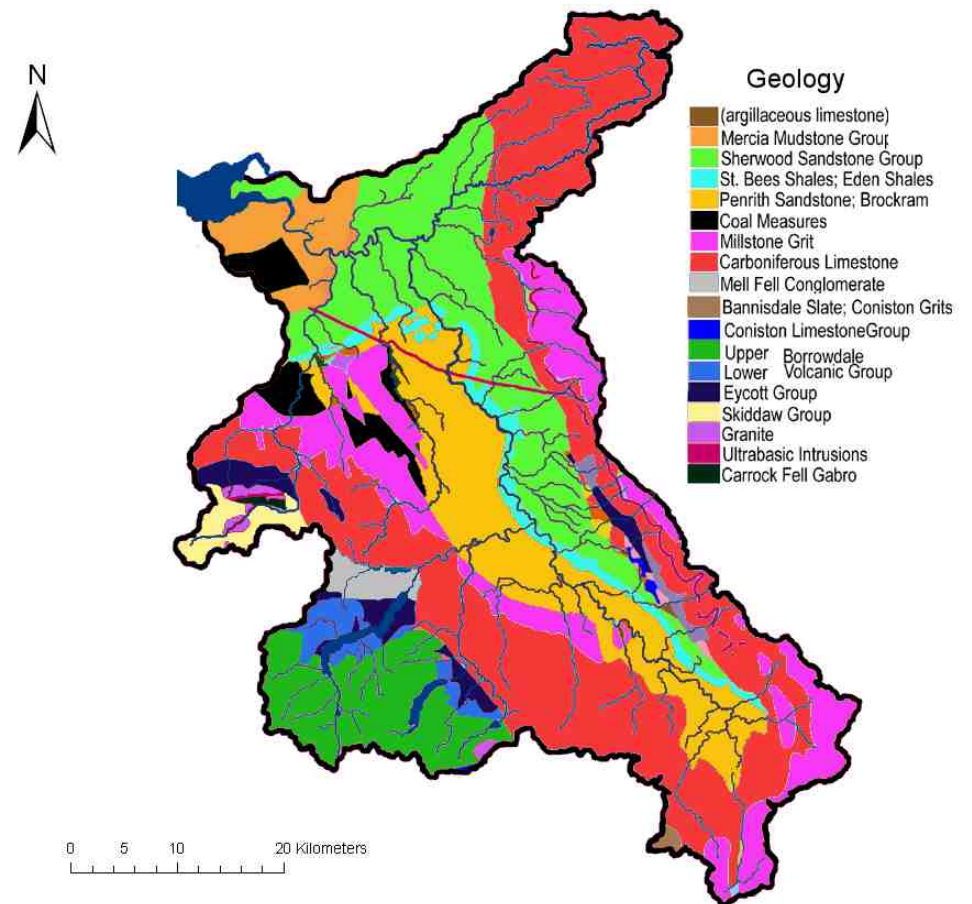 N
Geology
(argillaceous limestone)
Mercia Mudstone Group
Sherwood Sandstone Group
St. Bees Shales; Eden Shales
Penrith Sandstone; Brockram
Coal Measures
Millstone Grit
Carboniferous Limestone
Mell Fell Conglomerate
Bannisdale Slate; Coniston Grits
Coniston LimestoneGroup
Upper Borrowdale
Lower Volcanic Group
Eycott Group
Skiddaw Group
Granite
Ultrabasic Intrusions
Carrock Fell Gabro
0 5 10 20 Kilometers